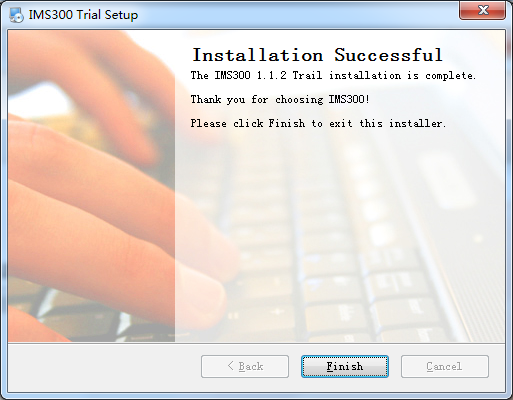 IMS300 Trial Setup
Installation Successful
The IMS300 1.1.2 Trail installation is complete.
Thank you for choosing IMS300!
Please click Finish to exit this installer.
< Back Finish Cancel